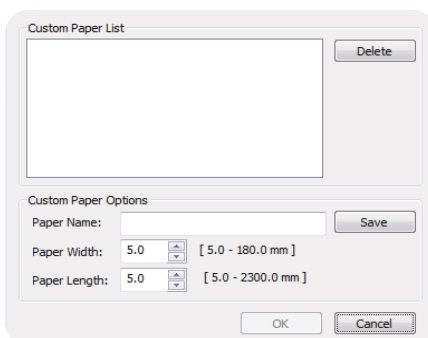 Custom Paper List
Delete
Custom Paper Options
Paper Name:
Save
Paper Width: 5.0 [ 5.0 - 180.0 mm ]
Paper Length: 5.0 [ 5.0 - 2300.0 mm ]
OK Cancel